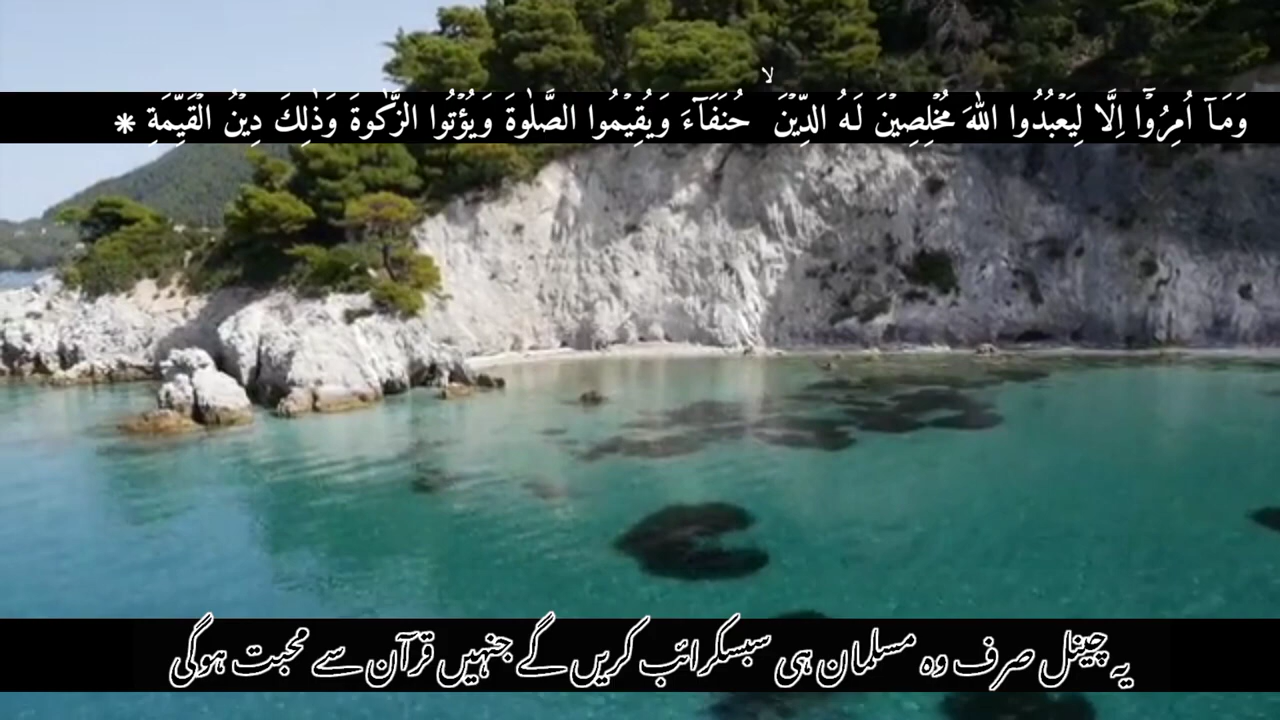 وَمَاۤ اُمِرُوْۤا اِلَّا لِيَعْبُدُوا اللّٰهَ مُخْلِصِيْنَ لَهُ الدِّيْنَ ۙ حُنَفَآءَ وَيُقِيْمُوا الصَّلٰوةَ وَيُؤْتُوا الزَّكٰوةَ وَذٰلِكَ دِيْنُ الْقَيِّمَةِ *
یہ چینل صرف وہ مسلمان ہی سبسکرائب کریں گے جنہیں قرآن سے محبت ہوگی